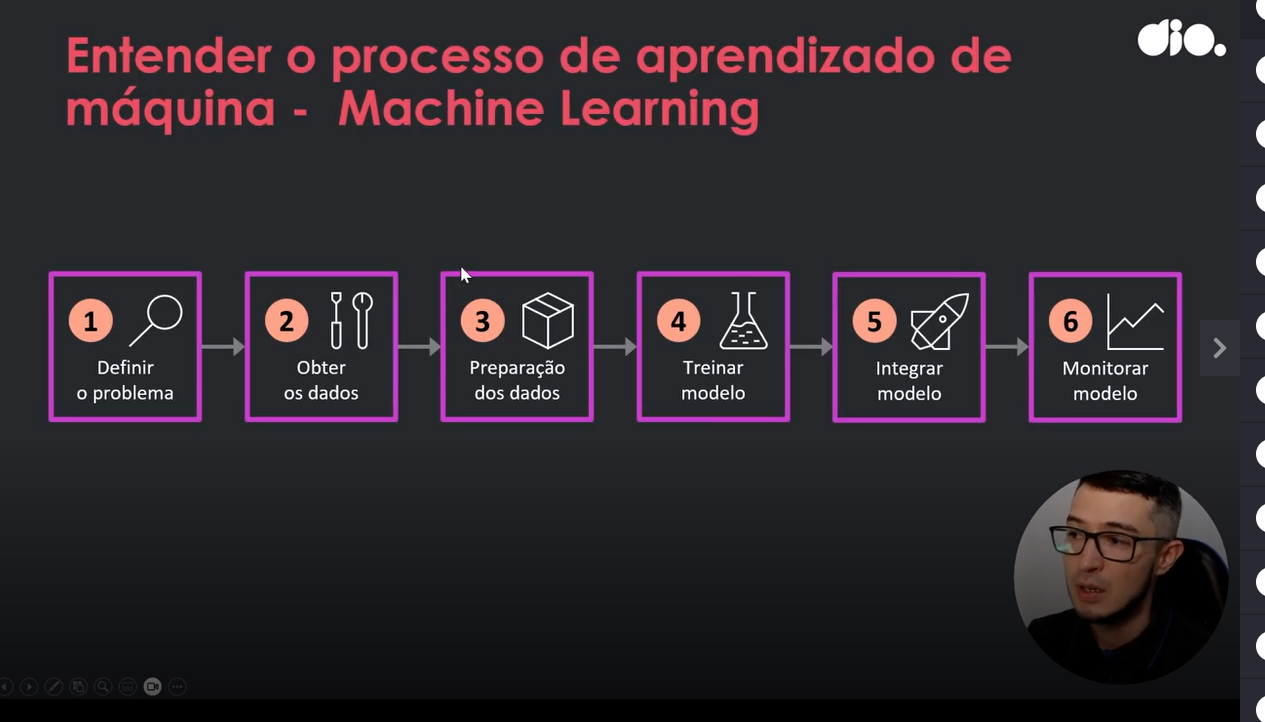 Entender o processo de aprendizado de
máquina - Machine Learning
dio.
1
Definir
o problema
2
Obter
os dados
3
Preparação
dos dados
4
Treinar
modelo
5
Integrar
modelo
6
Monitorar
modelo